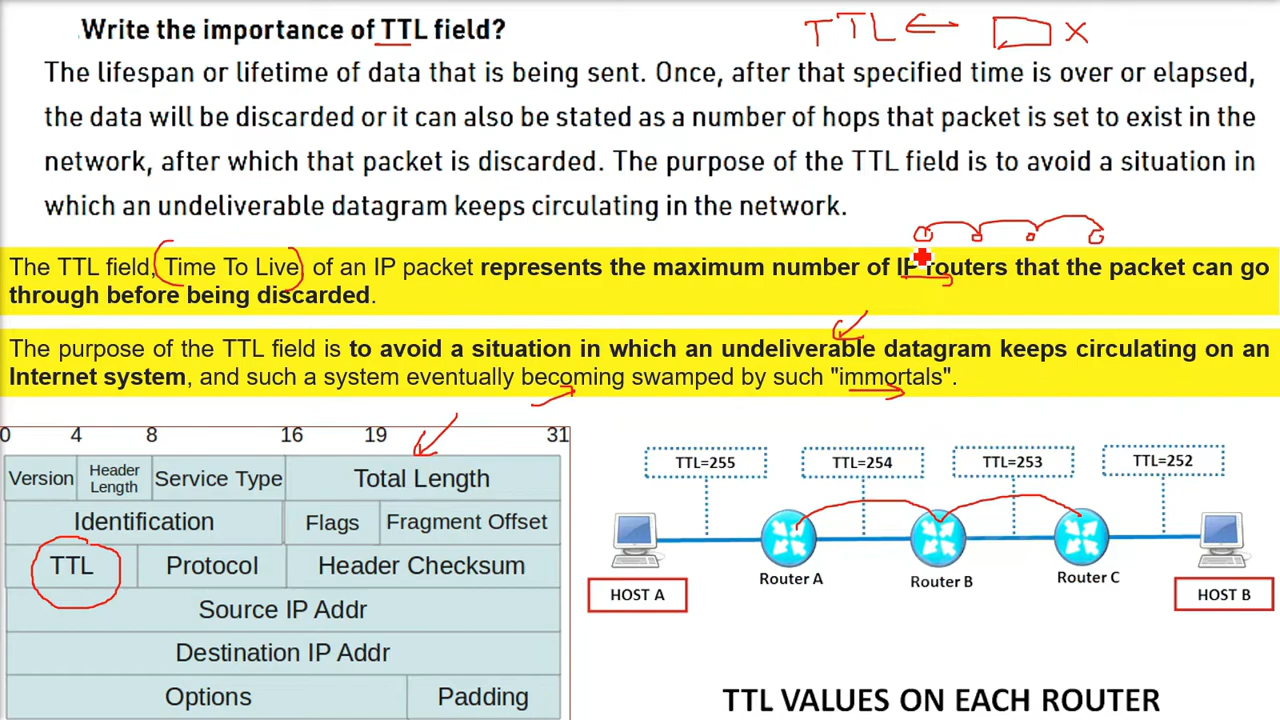 Write the importance of TTL field?
TTL
X
The lifespan or lifetime of data that is being sent. Once, after that specified time is over or elapsed,
the data will be discarded or it can also be stated as a number of hops that packet is set to exist in the
network, after which that packet is discarded. The purpose of the TTL field is to avoid a situation in
which an undeliverable datagram keeps circulating in the network.
The TTL field, Time To Live, of an IP packet represents the maximum number of IP routers that the packet can go
through before being discarded.
The purpose of the TTL field is to avoid a situation in which an undeliverable datagram keeps circulating on an
Internet system, and such a system eventually becoming swamped by such "immortals".
0 4 8 16 19 31
Version Header Length Service Type Total Length
Identification Flags Fragment Offset
TTL Protocol Header Checksum
Source IP Addr
Destination IP Addr
Options Padding
TTL=255 TTL=254 TTL=253 TTL=252
HOST A Router A Router B Router C HOST B
TTL VALUES ON EACH ROUTER